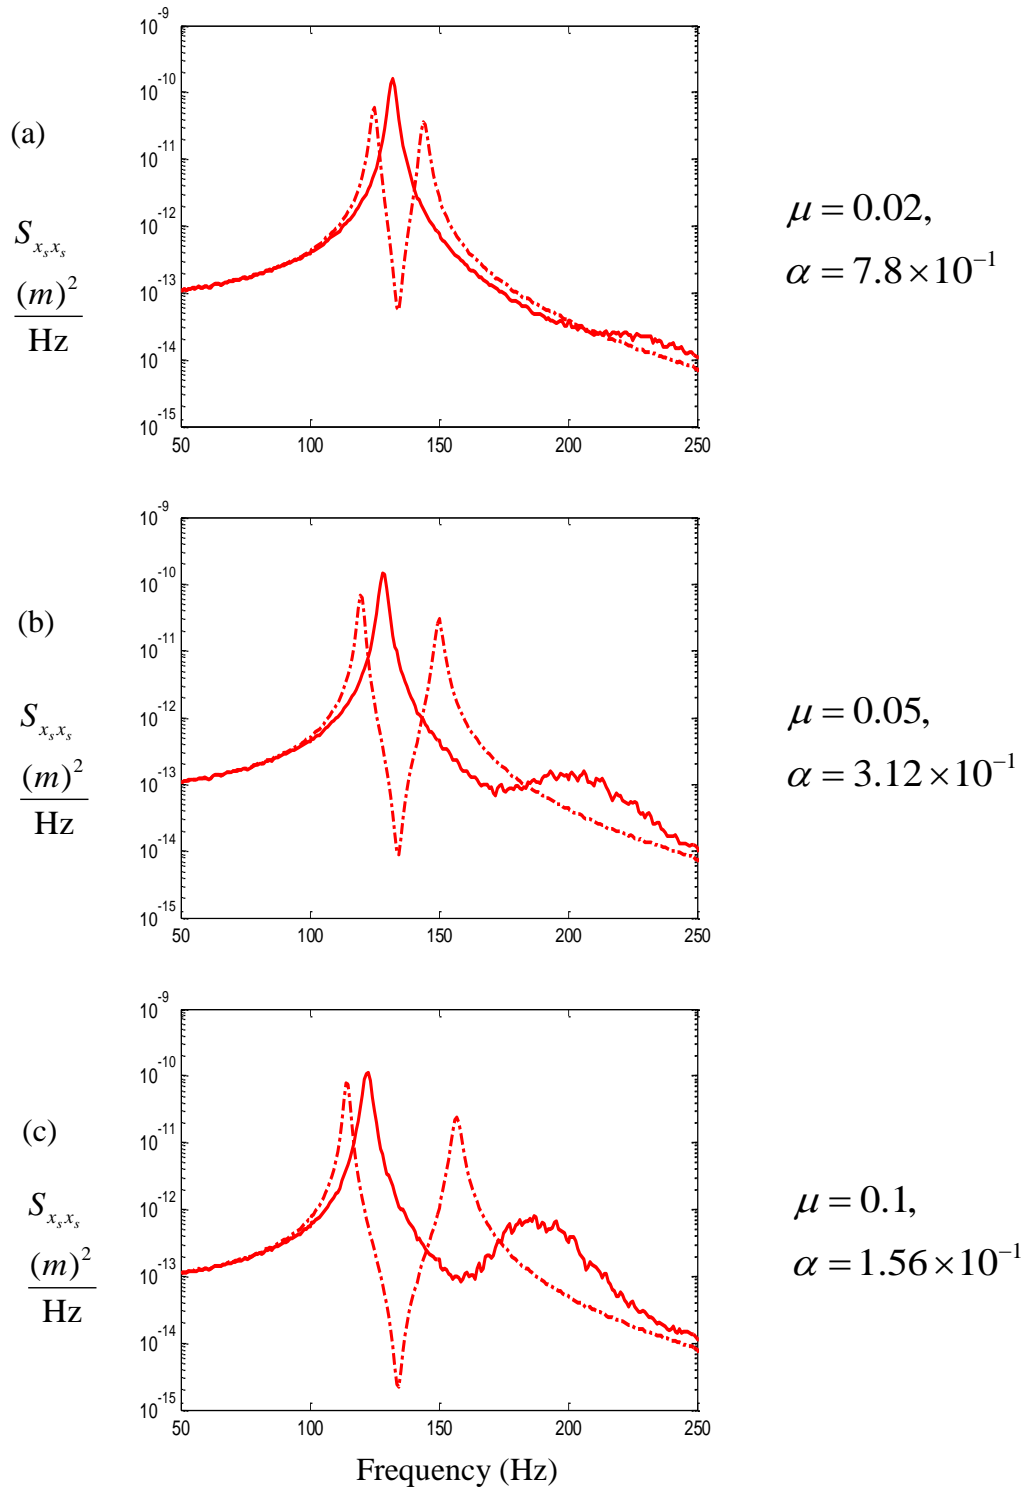 10^-9
10^-10
10^-11
10^-12
10^-13
10^-14
10^-15
50 100 150 200 250
(a)
S_{x_s x_s}
(m)^2
Hz
μ = 0.02,
α = 7.8×10^-1
10^-9
10^-10
10^-11
10^-12
10^-13
10^-14
10^-15
50 100 150 200 250
(b)
S_{x_s x_s}
(m)^2
Hz
μ = 0.05,
α = 3.12×10^-1
10^-9
10^-10
10^-11
10^-12
10^-13
10^-14
10^-15
50 100 150 200 250
(c)
S_{x_s x_s}
(m)^2
Hz
μ = 0.1,
α = 1.56×10^-1
Frequency (Hz)